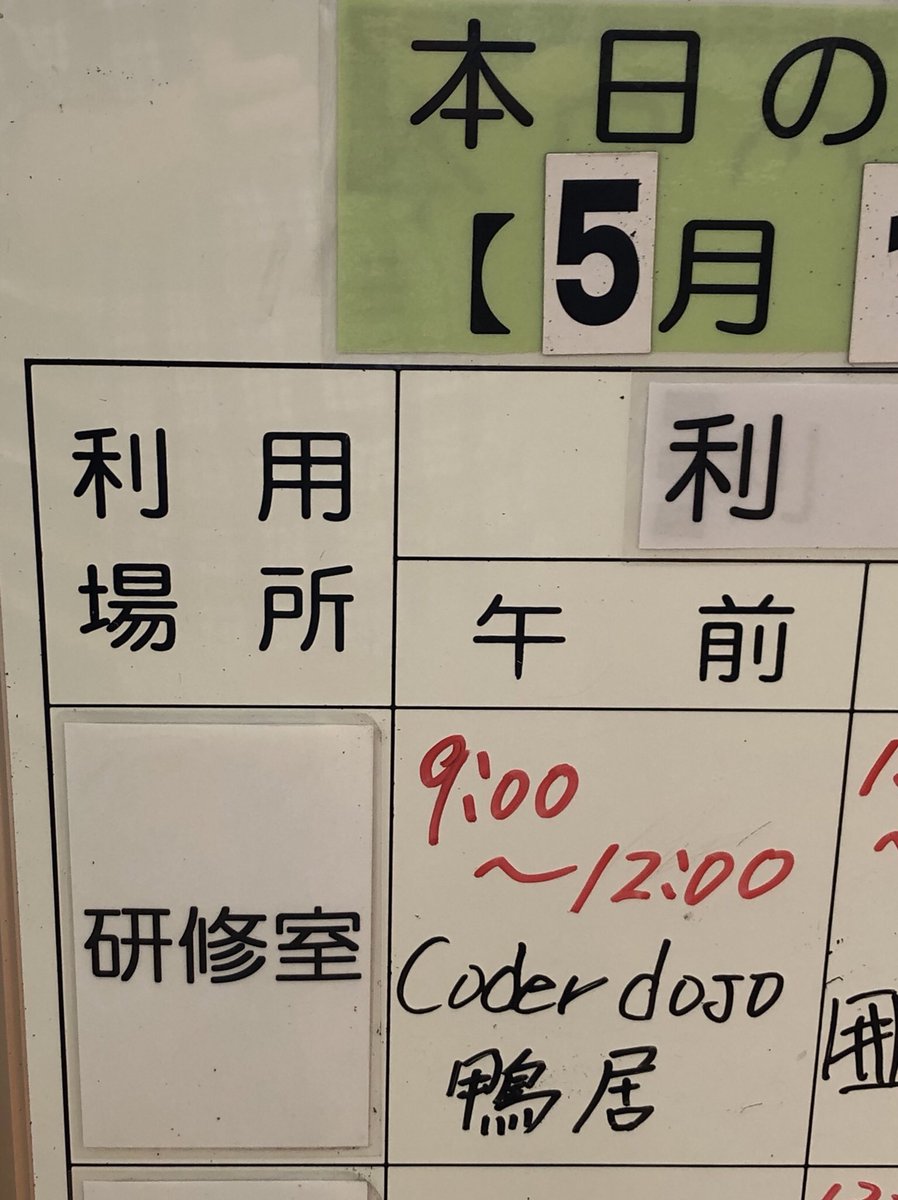 本日の
【5月
利用
場所
利
午前
研修室
9:00
～12:00
Coder dojo
鴨居
囲